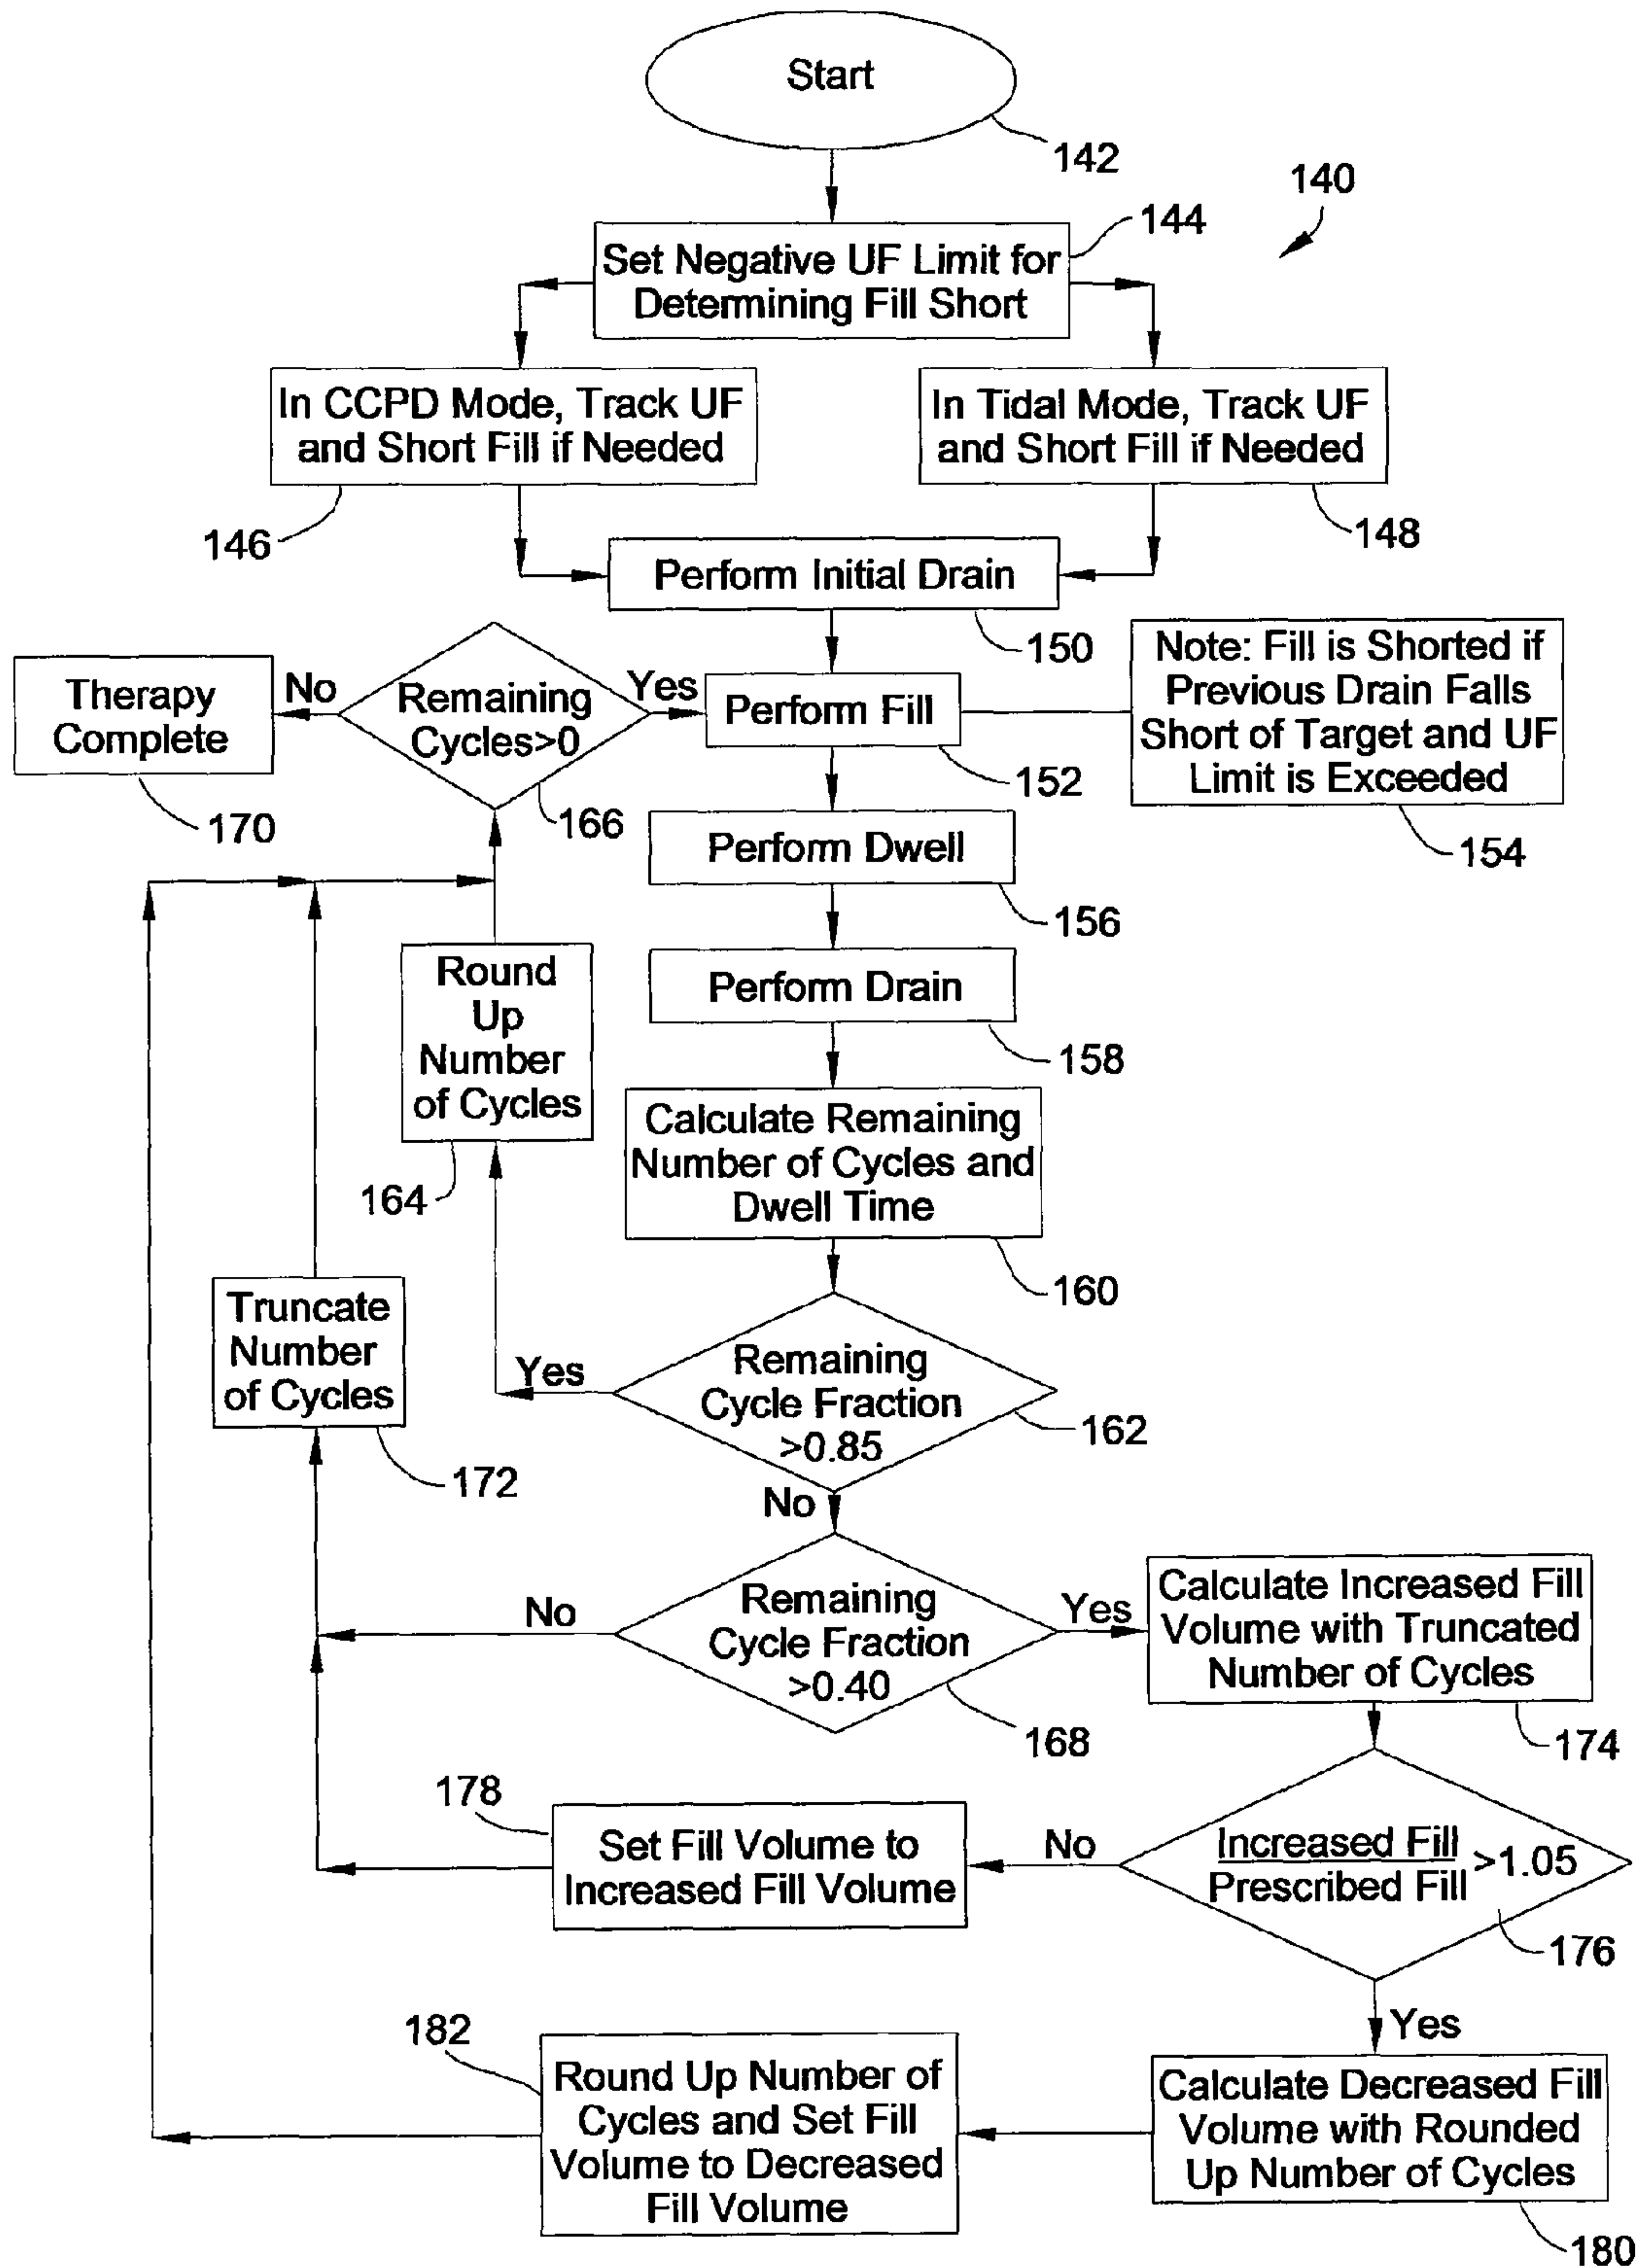 Start
142
140
144
Set Negative UF Limit for
Determining Fill Short
In CCPD Mode, Track UF
and Short Fill if Needed
In Tidal Mode, Track UF
and Short Fill if Needed
146
148
Perform Initial Drain
150
Note: Fill is Shorted if
Previous Drain Falls
Short of Target and UF
Limit is Exceeded
154
Therapy
Complete
170
No
Remaining
Cycles>0
166
Yes
Perform Fill
152
Perform Dwell
156
Perform Drain
158
Round
Up
Number
of Cycles
164
Calculate Remaining
Number of Cycles and
Dwell Time
160
Truncate
Number
of Cycles
172
Yes
Remaining
Cycle Fraction
>0.85
162
No
No
Remaining
Cycle Fraction
>0.40
168
Yes
Calculate Increased Fill
Volume with Truncated
Number of Cycles
174
178
Set Fill Volume to
Increased Fill Volume
No
Increased Fill
Prescribed Fill
>1.05
176
Yes
182
Round Up Number of
Cycles and Set Fill
Volume to Decreased
Fill Volume
Calculate Decreased Fill
Volume with Rounded
Up Number of Cycles
180